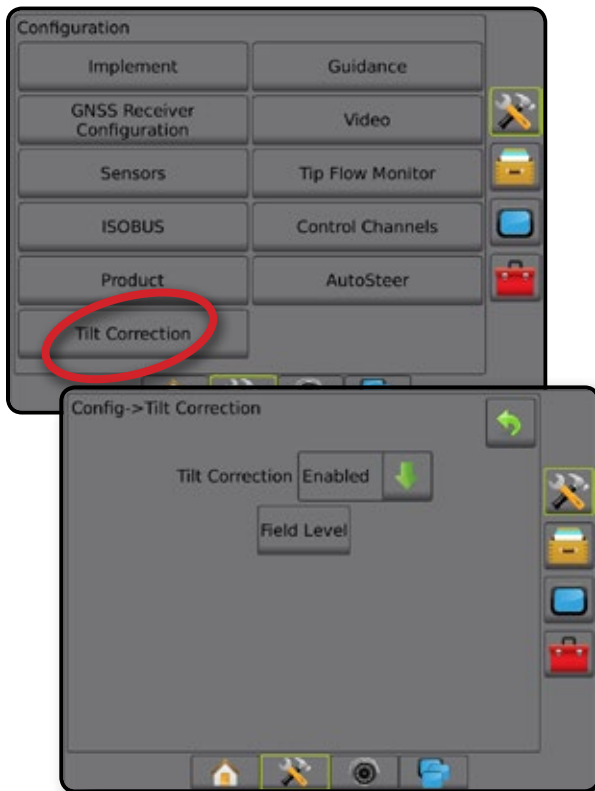 Configuration
Implement
Guidance
GNSS Receiver
Configuration
Video
Sensors
Tip Flow Monitor
ISOBUS
Control Channels
Product
AutoSteer
Tilt Correction
Config->Tilt Correction
Tilt Correction Enabled
Field Level